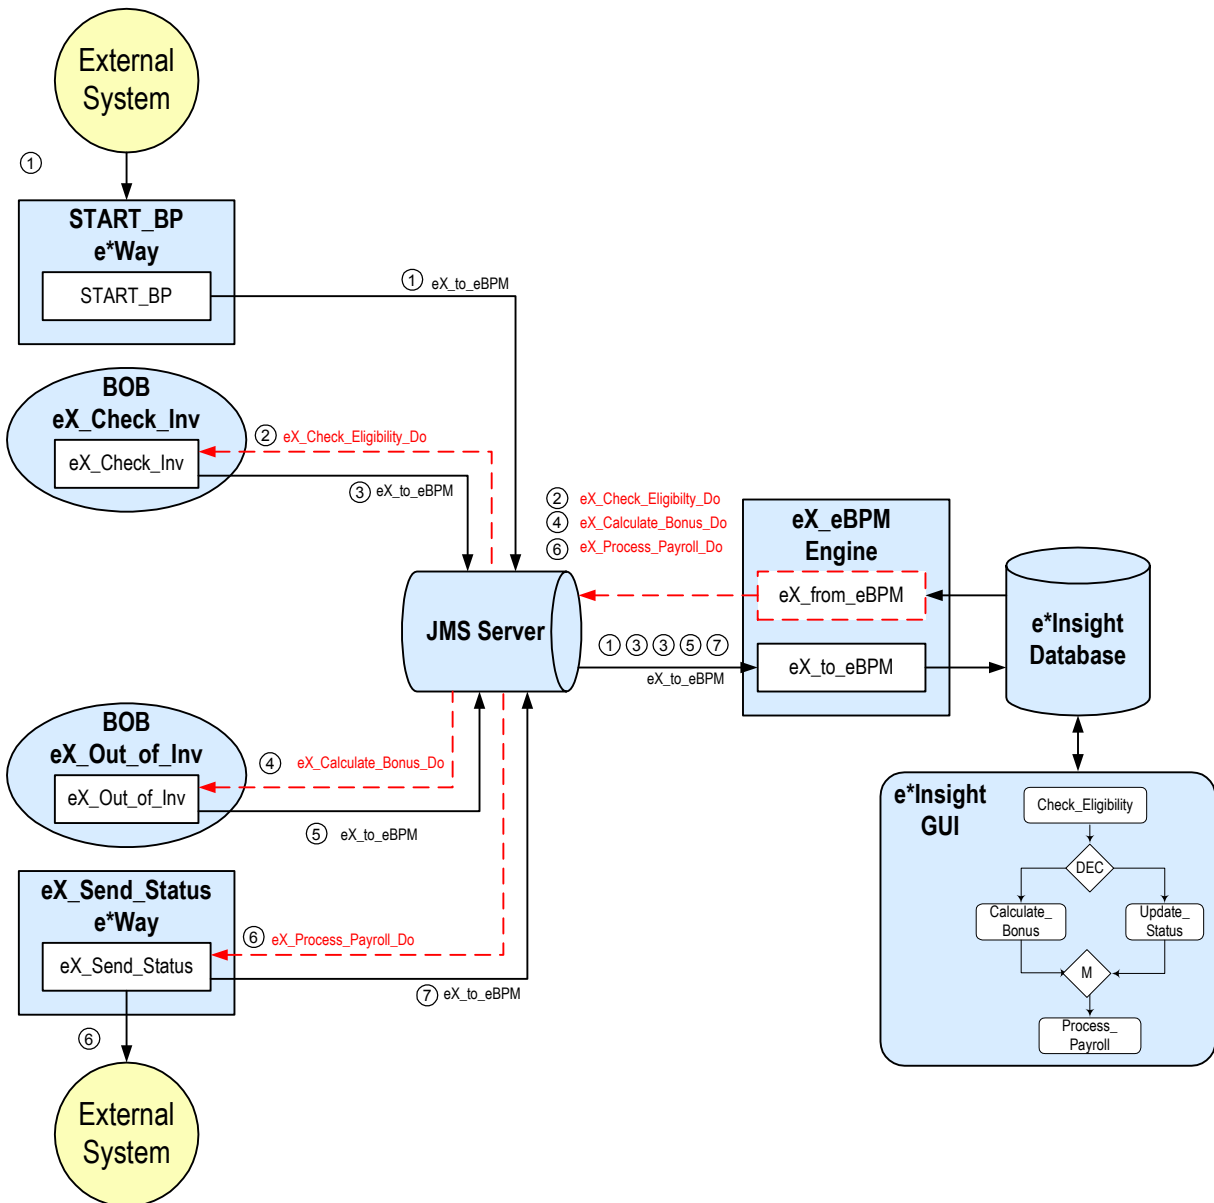 External
System
①
START_BP
e*Way
START_BP
① eX_to_eBPM
BOB
eX_Check_Inv
eX_Check_Inv
② eX_Check_Eligibility_Do
③ eX_to_eBPM
② eX_Check_Eligibilty_Do
④ eX_Calculate_Bonus_Do
⑥ eX_Process_Payroll_Do
eX_eBPM
Engine
eX_from_eBPM
eX_to_eBPM
JMS Server
① ③ ③ ⑤ ⑦
eX_to_eBPM
e*Insight
Database
BOB
eX_Out_of_Inv
eX_Out_of_Inv
④ eX_Calculate_Bonus_Do
⑤ eX_to_eBPM
e*Insight
GUI
Check_Eligibility
DEC
Calculate_
Bonus
Update_
Status
M
Process_
Payroll
eX_Send_Status
e*Way
eX_Send_Status
⑥ eX_Process_Payroll_Do
⑦ eX_to_eBPM
⑥
External
System